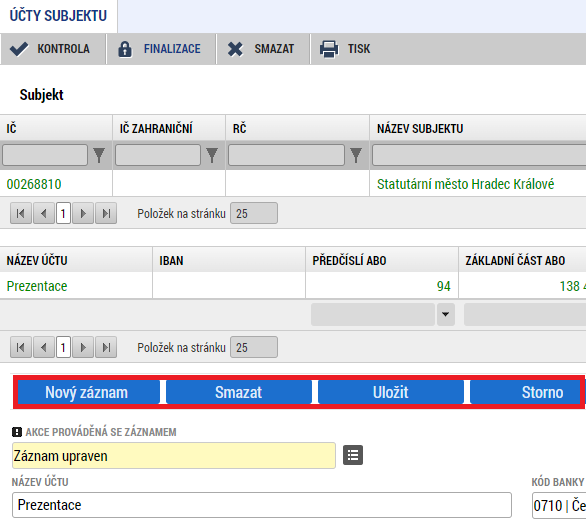 ÚČTY SUBJEKTU
KONTROLA FINALIZACE SMAZAT TISK
Subjekt
IČ IČ ZAHRANIČNÍ RČ NÁZEV SUBJEKTU
00268810 Statutární město Hradec Králové
1 Položek na stránku 25
NÁZEV ÚČTU IBAN PŘEDČÍSLÍ ABO ZÁKLADNÍ ČÁST ABO
Prezentace 94 138 4
1 Položek na stránku 25
Nový záznam Smazat Uložit Storno
AKCE PROVÁDĚNÁ SE ZÁZNAMEM
Záznam upraven
NÁZEV ÚČTU KÓD BANKY
Prezentace 0710 | Če